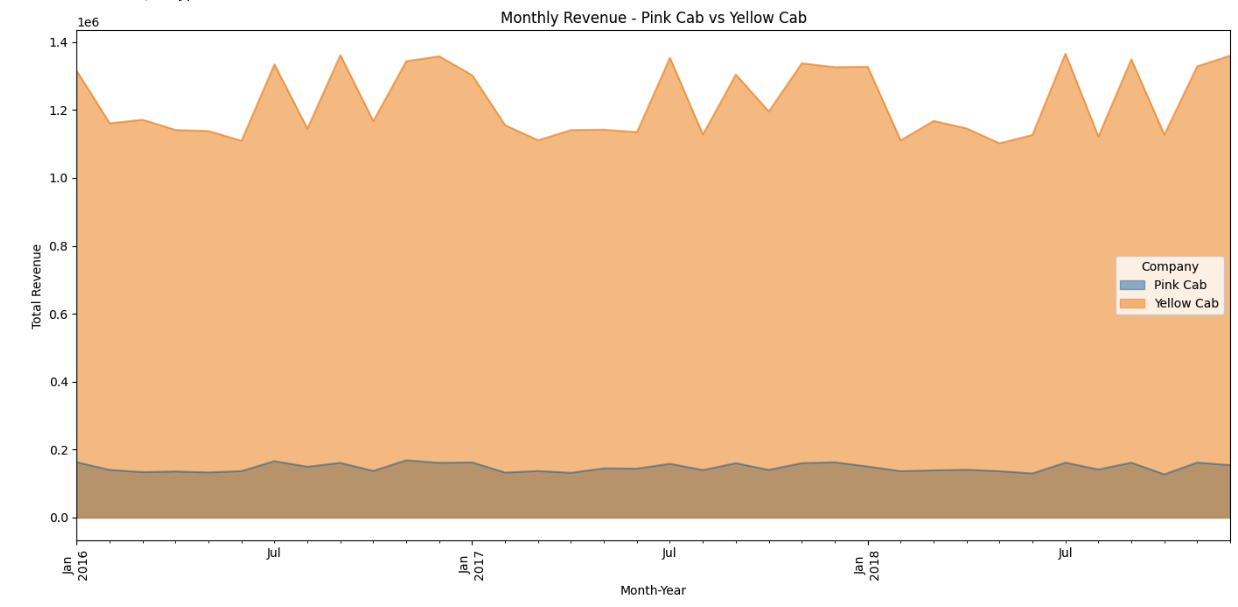 Monthly Revenue - Pink Cab vs Yellow Cab
1e6
1.4
1.2
1.0
0.8
0.6
0.4
0.2
0.0
Total Revenue
Company
Pink Cab
Yellow Cab
Jan
2016
Jul
Jan
2017
Jul
Jan
2018
Jul
Month-Year